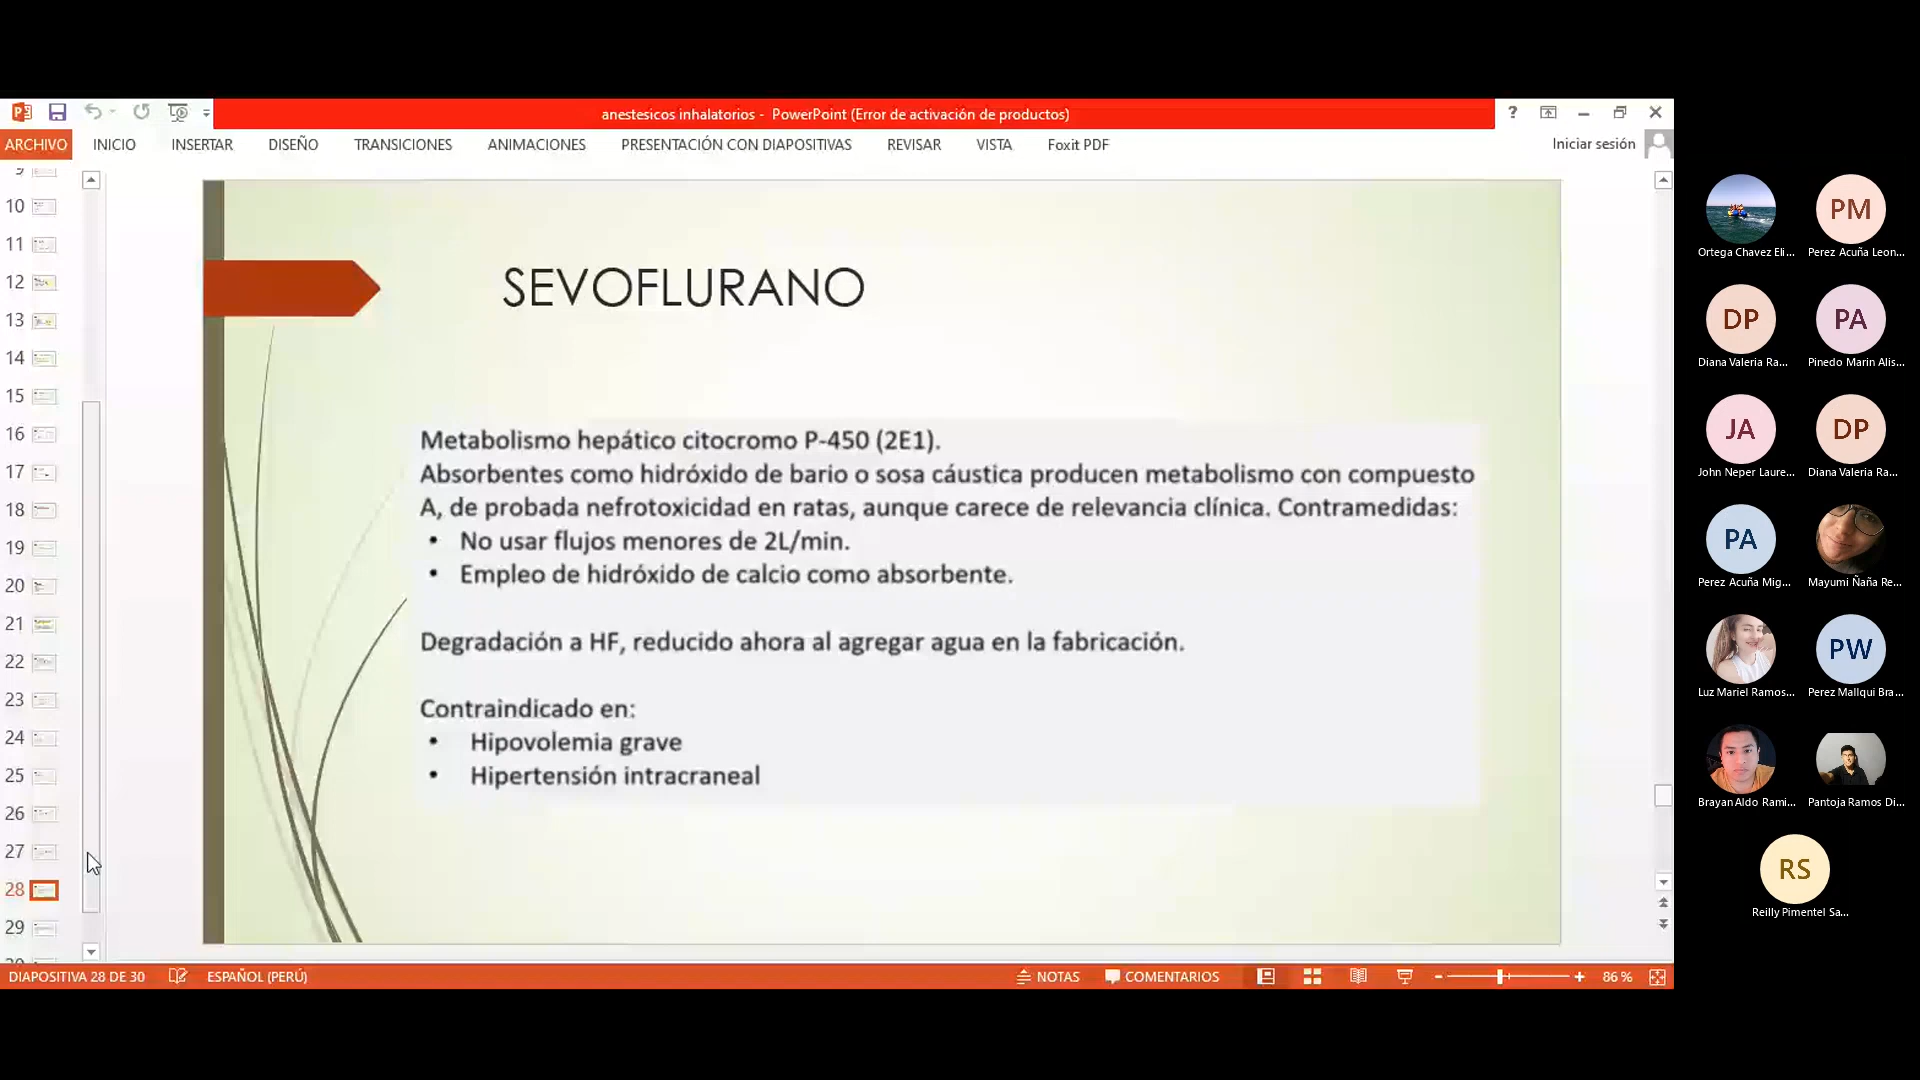 anestesicos inhalatorios - PowerPoint (Error de activación de productos)
?
ARCHIVO INICIO INSERTAR DISEÑO TRANSICIONES ANIMACIONES PRESENTACIÓN CON DIAPOSITIVAS REVISAR VISTA Foxit PDF Iniciar sesión
9
10
11
12
13
14
15
16
17
18
19
20
21
22
23
24
25
26
27
28
29
SEVOFLURANO
Metabolismo hepático citocromo P-450 (2E1).
Absorbentes como hidróxido de bario o sosa cáustica producen metabolismo con compuesto
A, de probada nefrotoxicidad en ratas, aunque carece de relevancia clínica. Contramedidas:
• No usar flujos menores de 2L/min.
• Empleo de hidróxido de calcio como absorbente.
Degradación a HF, reducido ahora al agregar agua en la fabricación.
Contraindicado en:
• Hipovolemia grave
• Hipertensión intracraneal
DIAPOSITIVA 28 DE 30 ESPAÑOL (PERÚ) NOTAS COMENTARIOS 86 %
PM
Ortega Chavez Eli... Perez Acuña Leon...
DP PA
Diana Valeria Ra... Pinedo Marin Alis...
JA DP
John Neper Laure... Diana Valeria Ra...
PA
Perez Acuña Mig... Mayumi Ñaña Re...
PW
Luz Mariel Ramos... Perez Mallqui Bra...
Brayan Aldo Rami... Pantoja Ramos Di...
RS
Reilly Pimentel Sa...